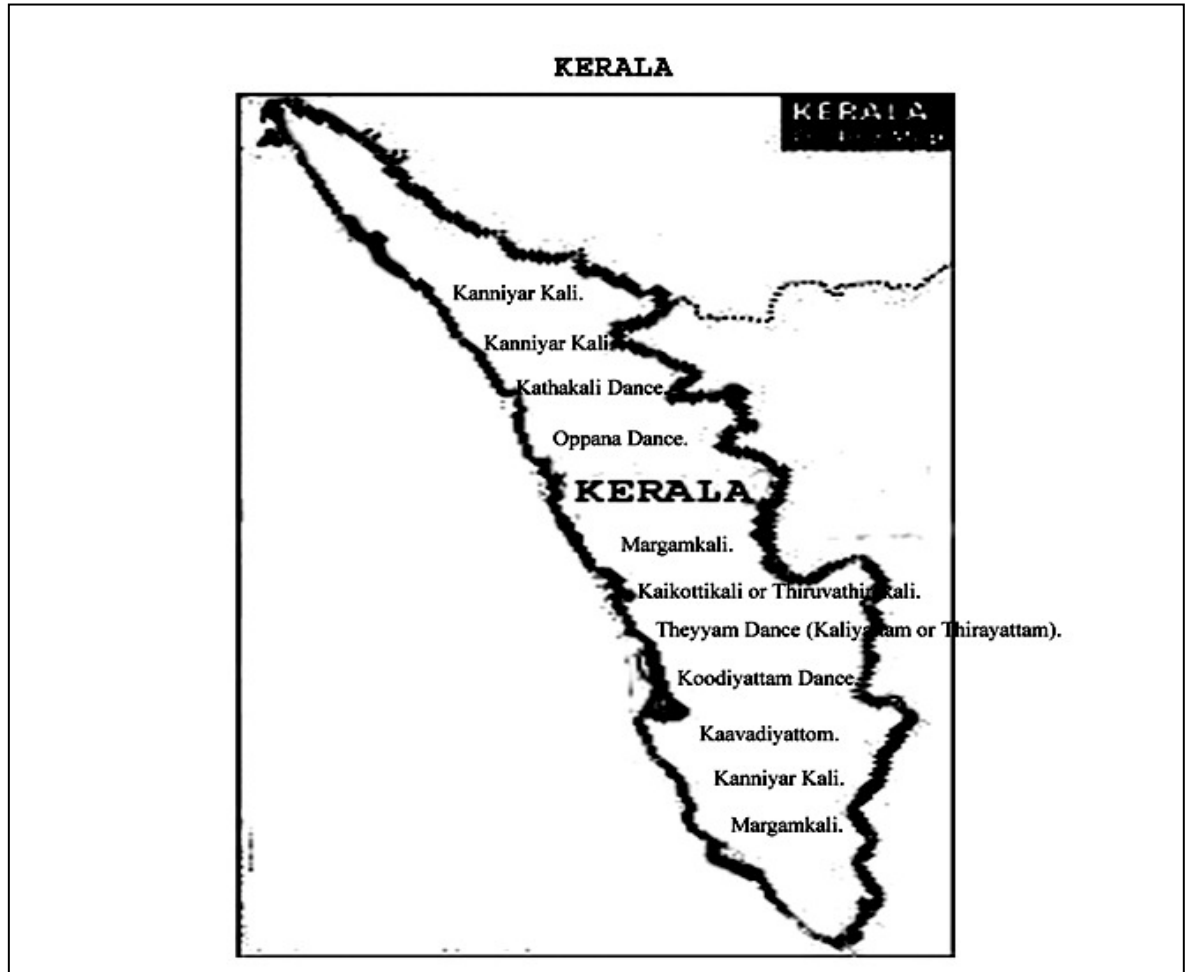 KERALA
KERALA
Kanniyar Kali.
Kanniyar Kali
Kathakali Dance.
Oppana Dance.
KERALA
Margamkali.
Kaikottikali or Thiruvathirakali.
Theyyam Dance (Kaliyattam or Thirayattam).
Koodiyattam Dance
Kaavadiyattom.
Kanniyar Kali.
Margamkali.